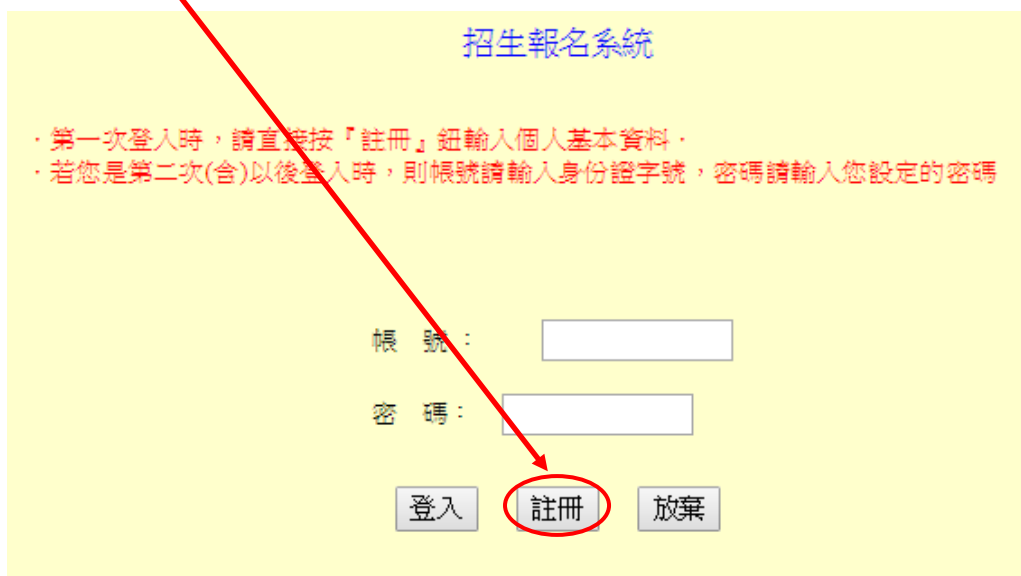 招生報名系統
．第一次登入時，請直接按『註冊』鈕輸入個人基本資料．
．若您是第二次(含)以後登入時，則帳號請輸入身份證字號，密碼請輸入您設定的密碼
帳　號：
密　碼：
登入　註冊　放棄